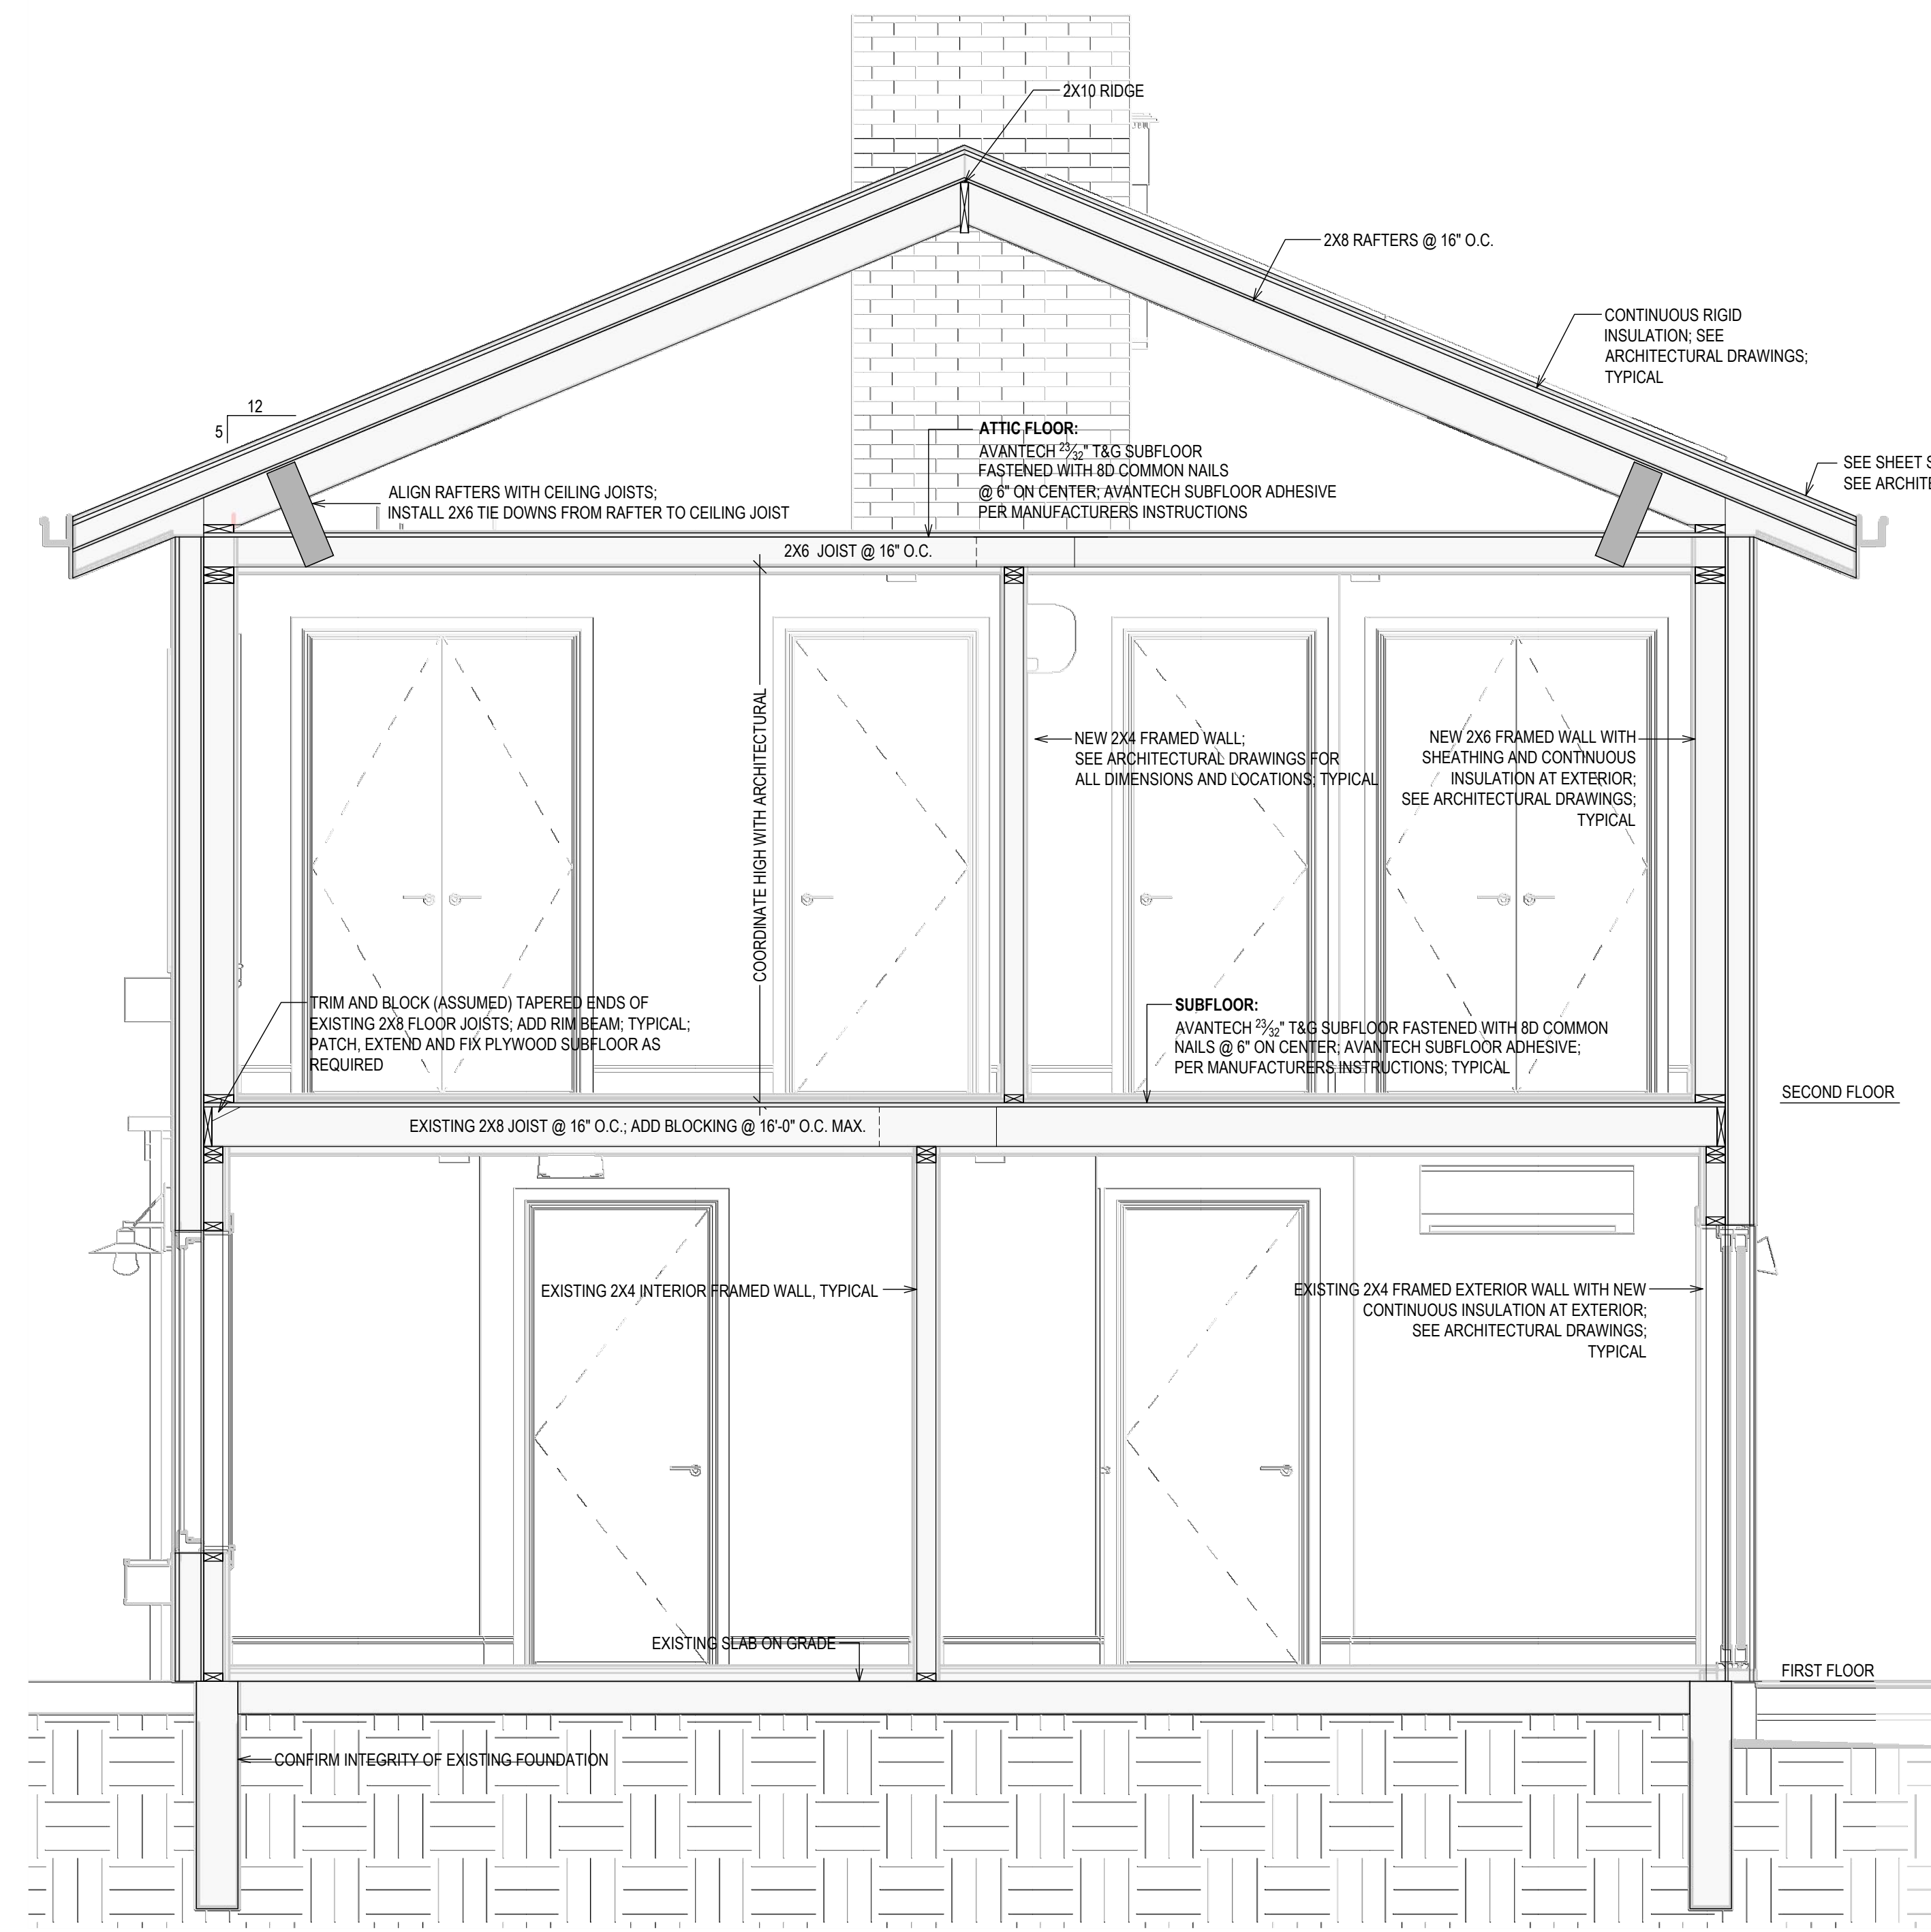 2X10 RIDGE
2X8 RAFTERS @ 16" O.C.
CONTINUOUS RIGID
INSULATION; SEE
ARCHITECTURAL DRAWINGS;
TYPICAL
12
5
ATTIC FLOOR:
AVANTECH 23/32" T&G SUBFLOOR
FASTENED WITH 8D COMMON NAILS
@ 6" ON CENTER; AVANTECH SUBFLOOR ADHESIVE
PER MANUFACTURERS INSTRUCTIONS
SEE SHEET S
SEE ARCHITE
ALIGN RAFTERS WITH CEILING JOISTS;
INSTALL 2X6 TIE DOWNS FROM RAFTER TO CEILING JOIST
2X6 JOIST @ 16" O.C.
COORDINATE HIGH WITH ARCHITECTURAL
NEW 2X4 FRAMED WALL;
SEE ARCHITECTURAL DRAWINGS FOR
ALL DIMENSIONS AND LOCATIONS; TYPICAL
NEW 2X6 FRAMED WALL WITH
SHEATHING AND CONTINUOUS
INSULATION AT EXTERIOR;
SEE ARCHITECTURAL DRAWINGS;
TYPICAL
TRIM AND BLOCK (ASSUMED) TAPERED ENDS OF
EXISTING 2X8 FLOOR JOISTS; ADD RIM BEAM; TYPICAL;
PATCH, EXTEND AND FIX PLYWOOD SUBFLOOR AS
REQUIRED
SUBFLOOR:
AVANTECH 23/32" T&G SUBFLOOR FASTENED WITH 8D COMMON
NAILS @ 6" ON CENTER; AVANTECH SUBFLOOR ADHESIVE;
PER MANUFACTURERS INSTRUCTIONS; TYPICAL
SECOND FLOOR
EXISTING 2X8 JOIST @ 16" O.C.; ADD BLOCKING @ 16'-0" O.C. MAX.
EXISTING 2X4 INTERIOR FRAMED WALL, TYPICAL
EXISTING 2X4 FRAMED EXTERIOR WALL WITH NEW
CONTINUOUS INSULATION AT EXTERIOR;
SEE ARCHITECTURAL DRAWINGS;
TYPICAL
EXISTING SLAB ON GRADE
FIRST FLOOR
CONFIRM INTEGRITY OF EXISTING FOUNDATION